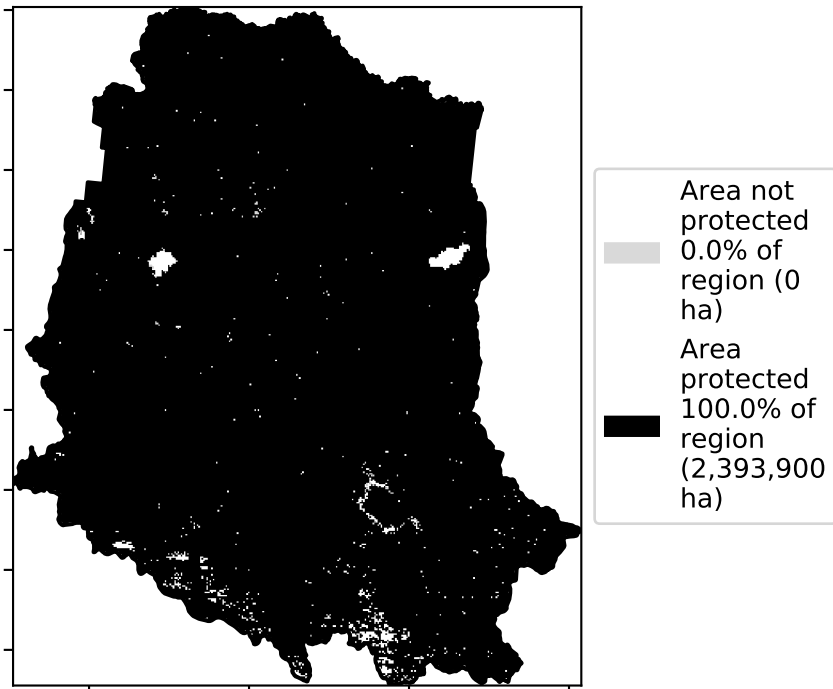 Area not
protected
0.0% of
region (0
ha)
Area
protected
100.0% of
region
(2,393,900
ha)